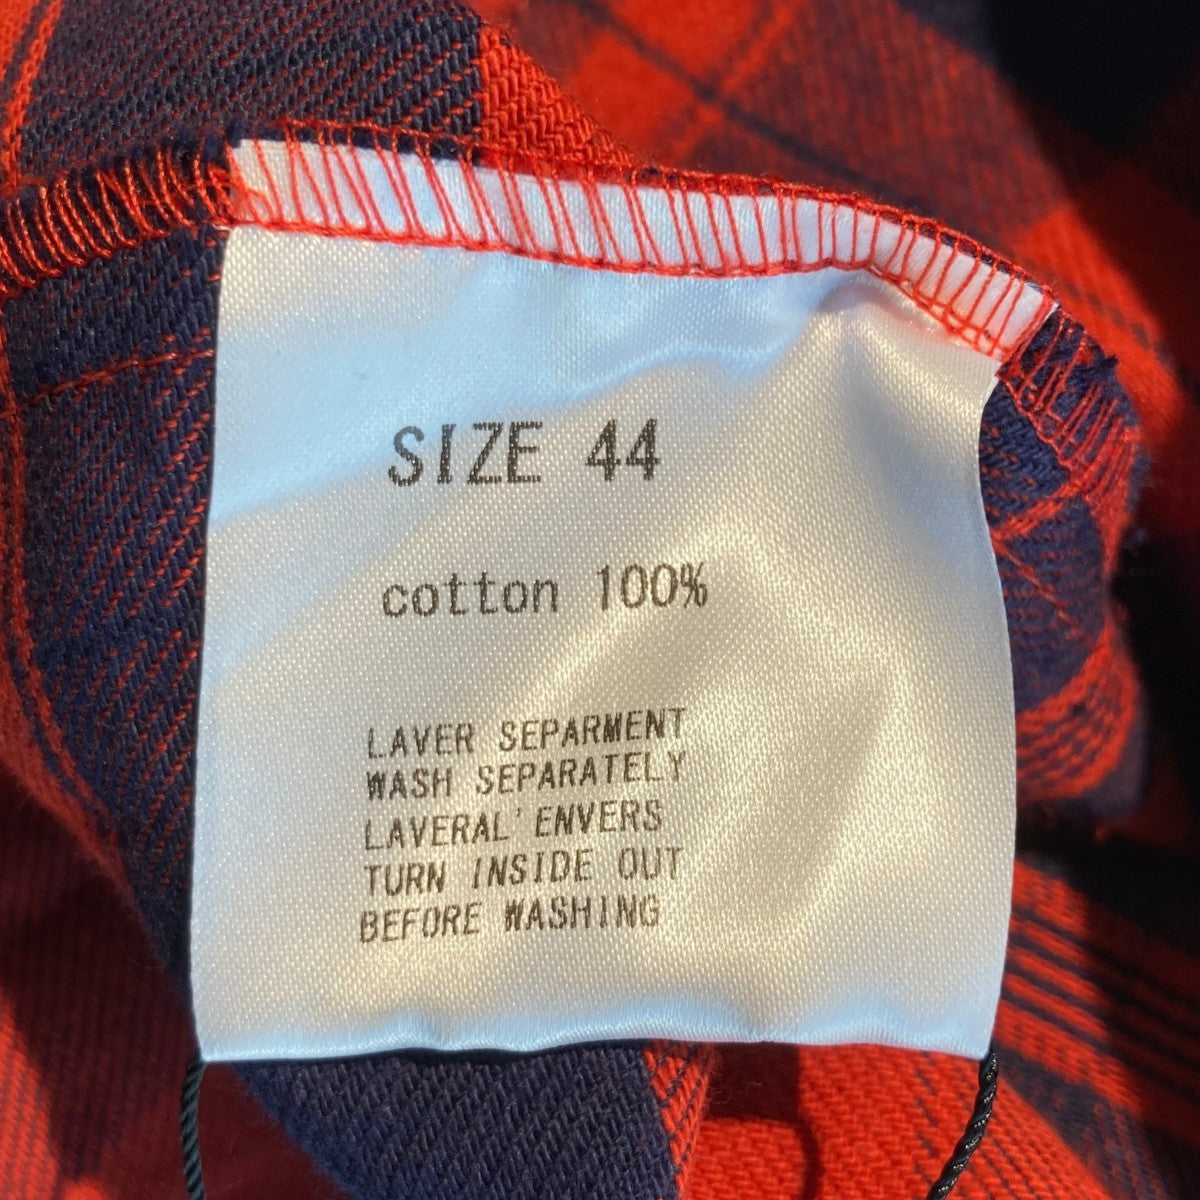 SIZE 44
cotton 100%
LAVER SEPARMENT
WASH SEPARATELY
LAVERAL'ENVERS
TURN INSIDE OUT
BEFORE WASHING